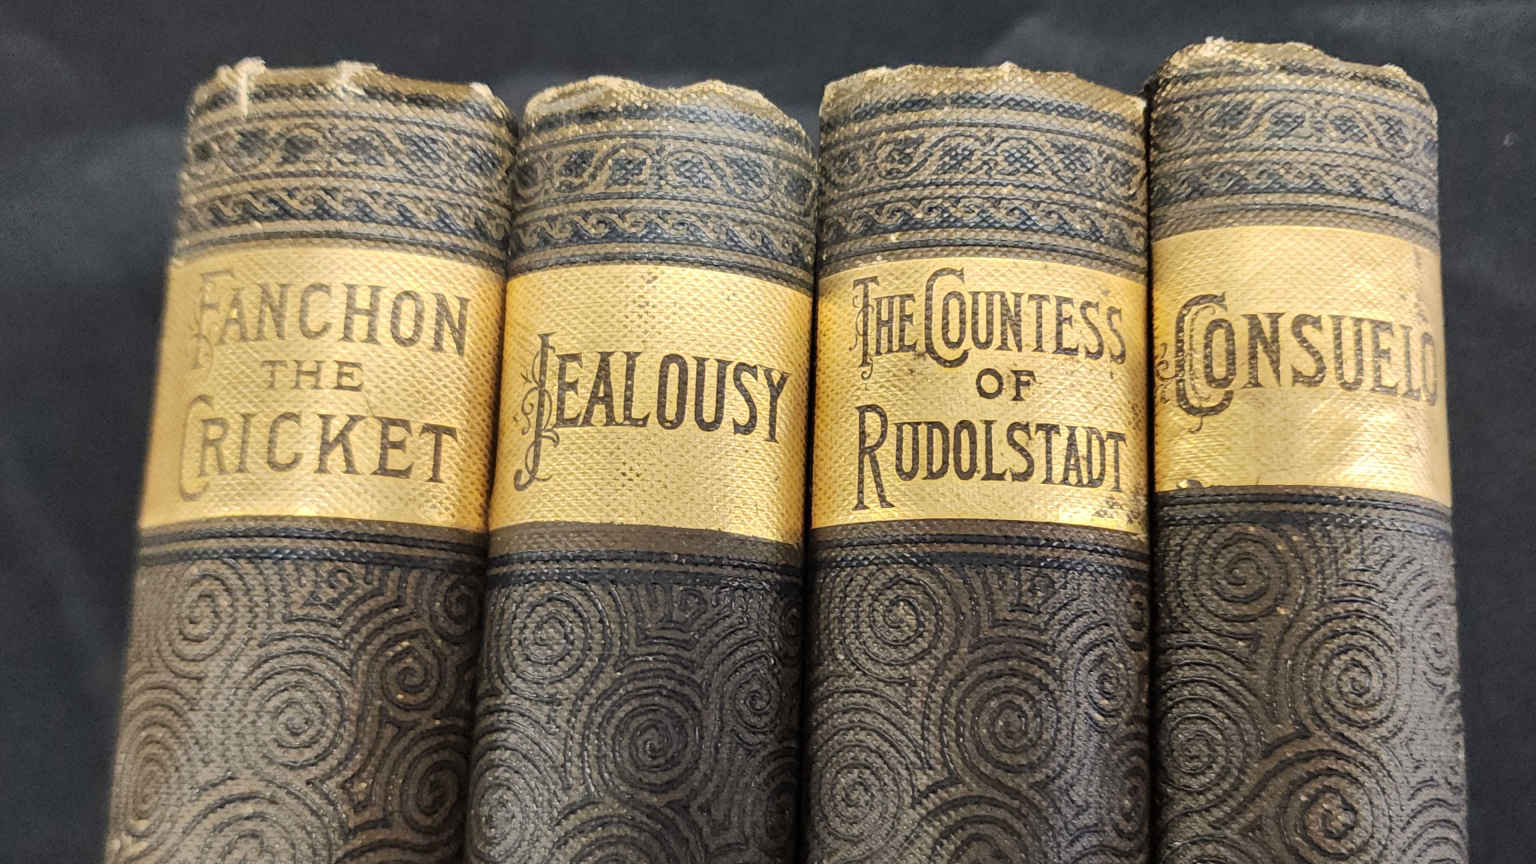 FANCHON
THE
CRICKET
JEALOUSY
THE COUNTESS
OF
RUDOLSTADT
CONSUELO